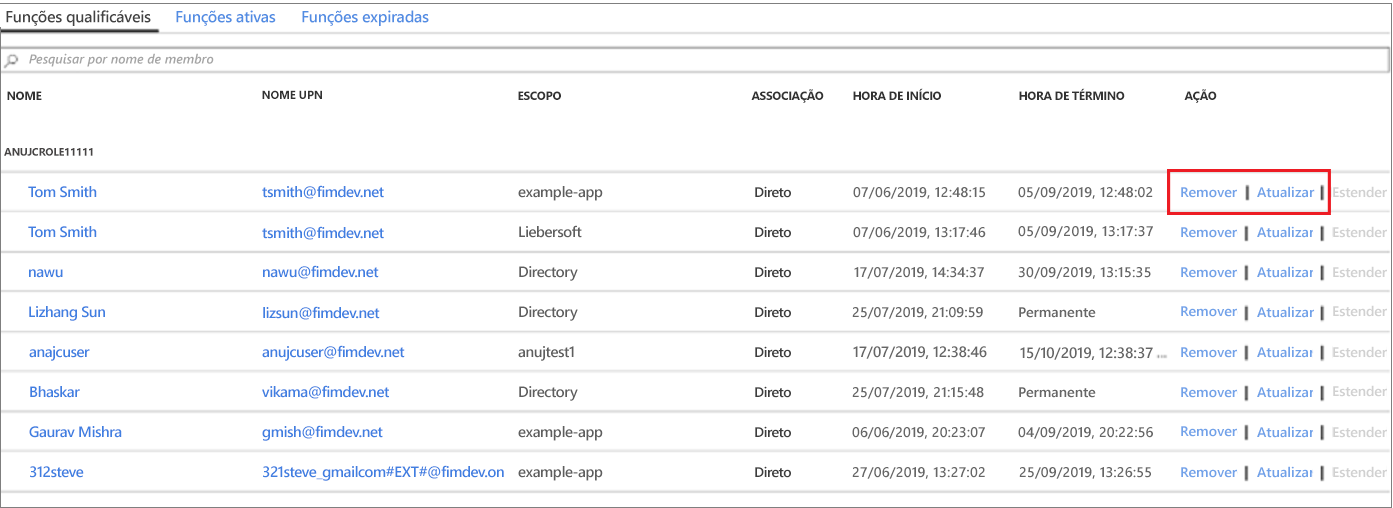 Funções qualificáveis Funções ativas Funções expiradas
Pesquisar por nome de membro
NOME NOME UPN ESCOPO ASSOCIAÇÃO HORA DE INÍCIO HORA DE TÉRMINO AÇÃO
ANUJCROLE11111
Tom Smith tsmith@fimdev.net example-app Direto 07/06/2019, 12:48:15 05/09/2019, 12:48:02 Remover | Atualizar | Estender
Tom Smith tsmith@fimdev.net Liebersoft Direto 07/06/2019, 13:17:46 05/09/2019, 13:17:37 Remover | Atualizar | Estender
nawu nawu@fimdev.net Directory Direto 17/07/2019, 14:34:37 30/09/2019, 13:15:35 Remover | Atualizar | Estender
Lizhang Sun lizsun@fimdev.net Directory Direto 25/07/2019, 21:09:59 Permanente Remover | Atualizar | Estender
anajcuser anujcuser@fimdev.net anujtest1 Direto 17/07/2019, 12:38:46 15/10/2019, 12:38:37 ... Remover | Atualizar | Estender
Bhaskar vikama@fimdev.net Directory Direto 25/07/2019, 21:15:48 Permanente Remover | Atualizar | Estender
Gaurav Mishra gmish@fimdev.net example-app Direto 06/06/2019, 20:23:07 04/09/2019, 20:22:56 Remover | Atualizar | Estender
312steve 321steve_gmailcom#EXT#@fimdev.on example-app Direto 27/06/2019, 13:27:02 25/09/2019, 13:26:55 Remover | Atualizar | Estender